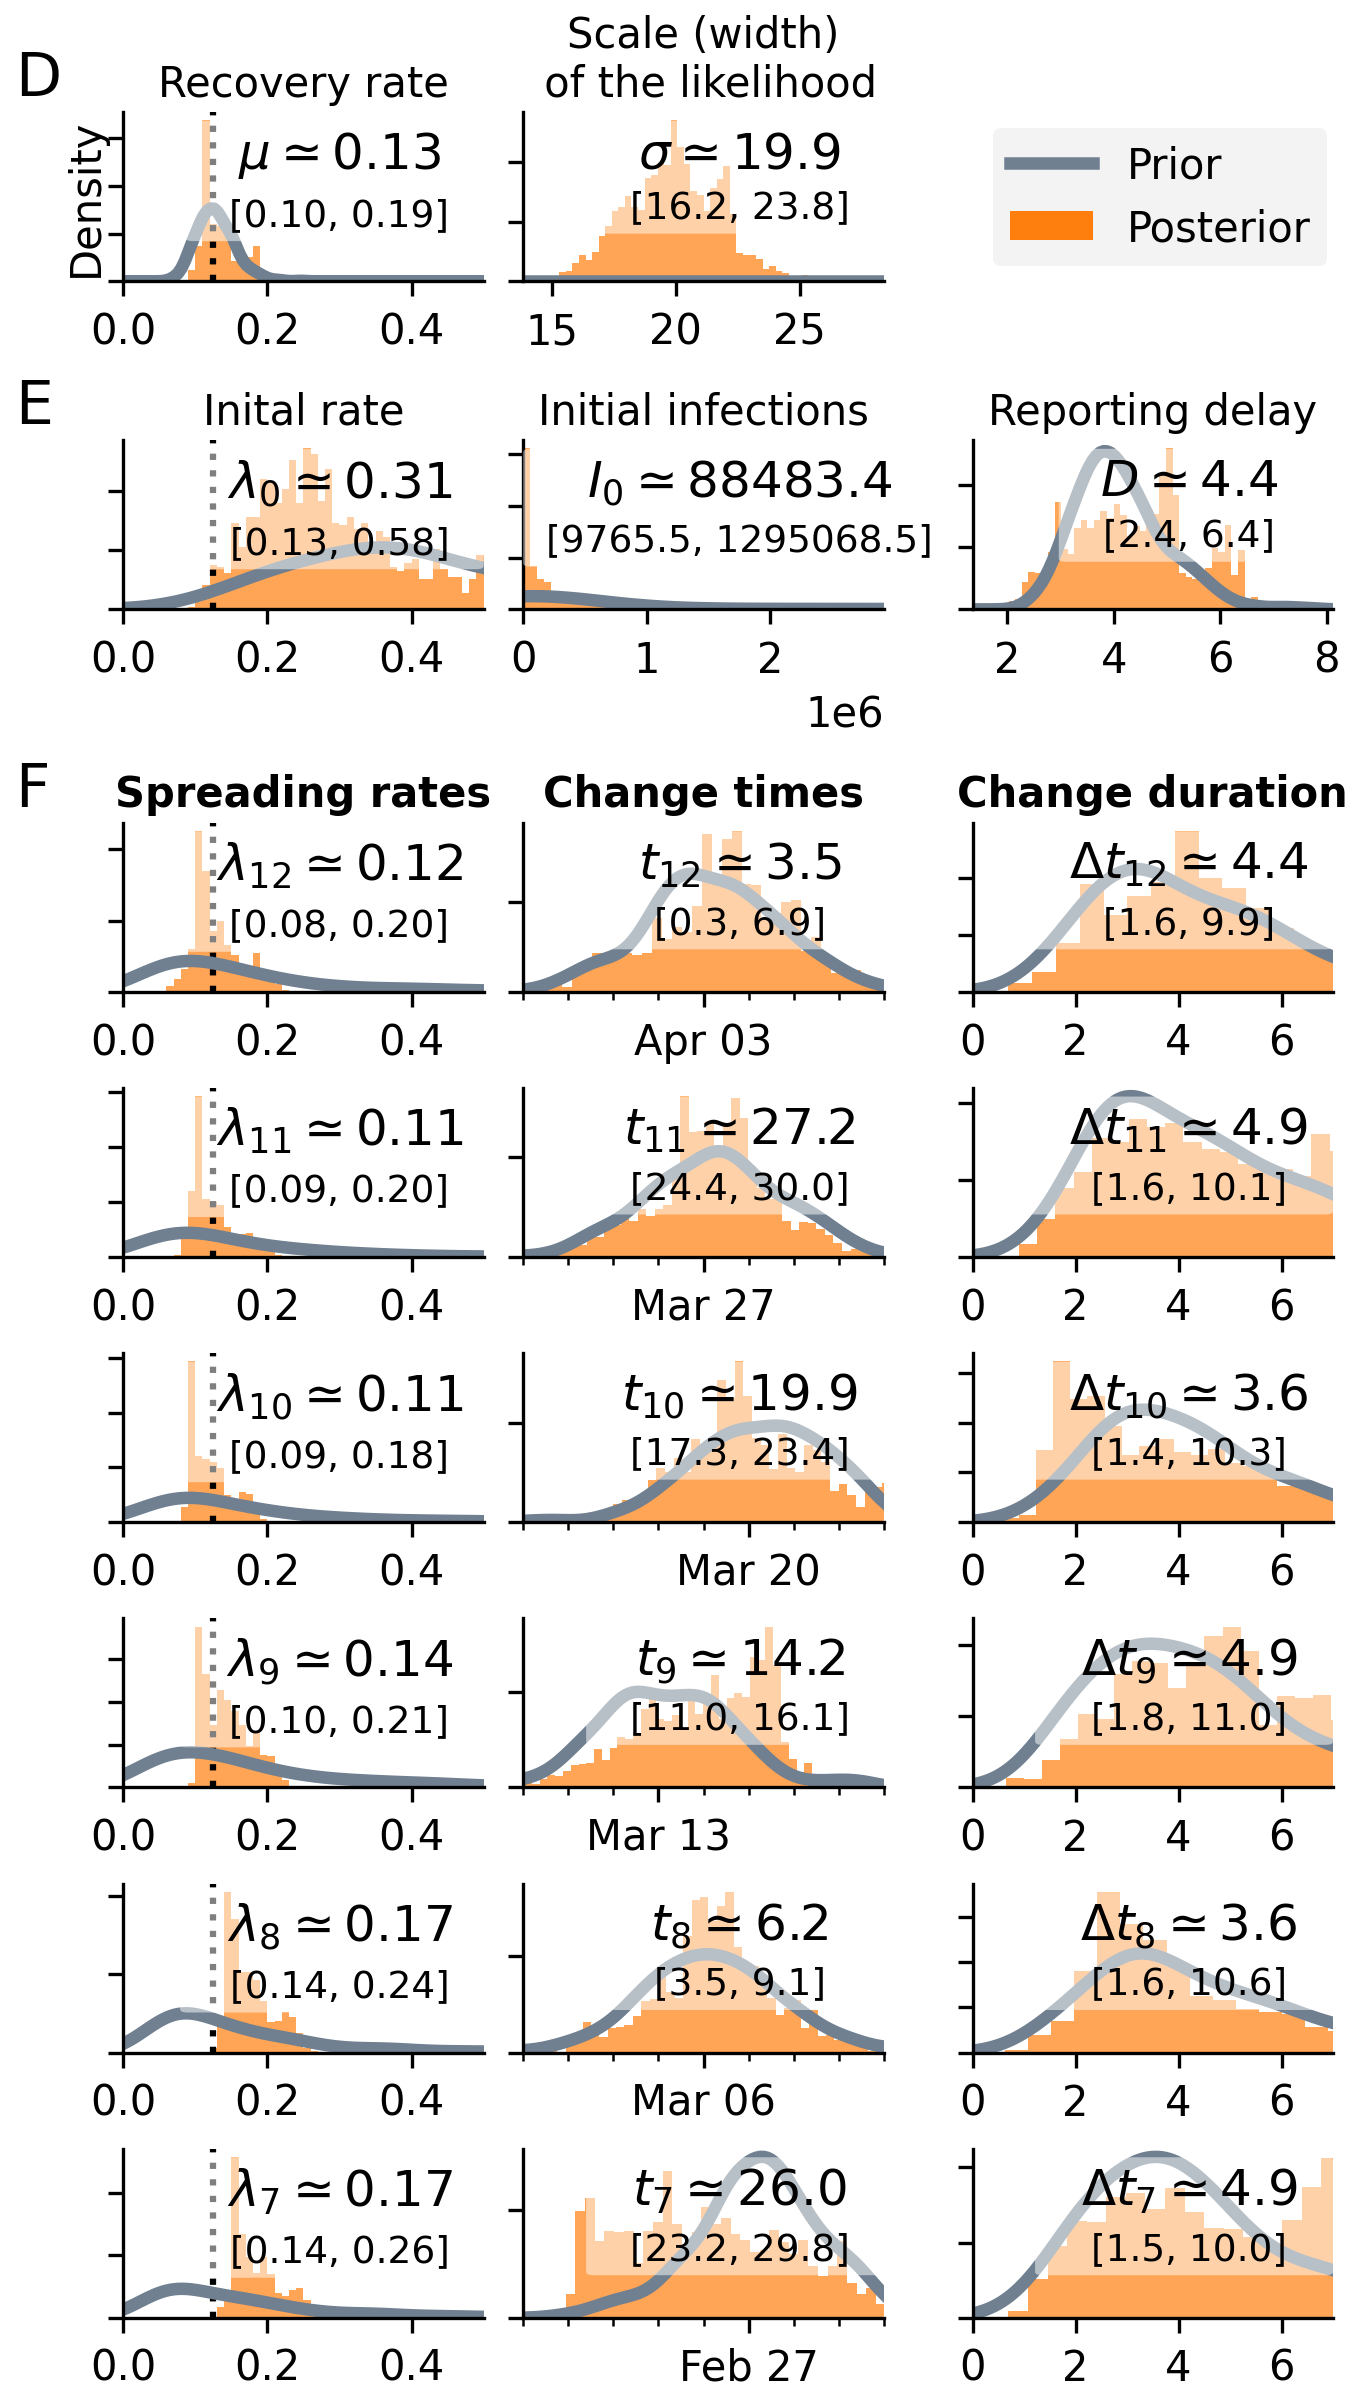 D
Recovery rate
Scale (width)
of the likelihood
Density
μ ≃ 0.13
[0.10, 0.19]
σ ≃ 19.9
[16.2, 23.8]
Prior
Posterior
0.0 0.2 0.4
15 20 25
E
Inital rate
Initial infections
Reporting delay
λ0 ≃ 0.31
[0.13, 0.58]
I0 ≃ 88483.4
[9765.5, 1295068.5]
D ≃ 4.4
[2.4, 6.4]
0.0 0.2 0.4
0 1 2
1e6
2 4 6 8
F
Spreading rates
Change times
Change duration
λ12 ≃ 0.12
[0.08, 0.20]
t12 ≃ 3.5
[0.3, 6.9]
Δt12 ≃ 4.4
[1.6, 9.9]
0.0 0.2 0.4
Apr 03
0 2 4 6
λ11 ≃ 0.11
[0.09, 0.20]
t11 ≃ 27.2
[24.4, 30.0]
Δt11 ≃ 4.9
[1.6, 10.1]
0.0 0.2 0.4
Mar 27
0 2 4 6
λ10 ≃ 0.11
[0.09, 0.18]
t10 ≃ 19.9
[17.3, 23.4]
Δt10 ≃ 3.6
[1.4, 10.3]
0.0 0.2 0.4
Mar 20
0 2 4 6
λ9 ≃ 0.14
[0.10, 0.21]
t9 ≃ 14.2
[11.0, 16.1]
Δt9 ≃ 4.9
[1.8, 11.0]
0.0 0.2 0.4
Mar 13
0 2 4 6
λ8 ≃ 0.17
[0.14, 0.24]
t8 ≃ 6.2
[3.5, 9.1]
Δt8 ≃ 3.6
[1.6, 10.6]
0.0 0.2 0.4
Mar 06
0 2 4 6
λ7 ≃ 0.17
[0.14, 0.26]
t7 ≃ 26.0
[23.2, 29.8]
Δt7 ≃ 4.9
[1.5, 10.0]
0.0 0.2 0.4
Feb 27
0 2 4 6